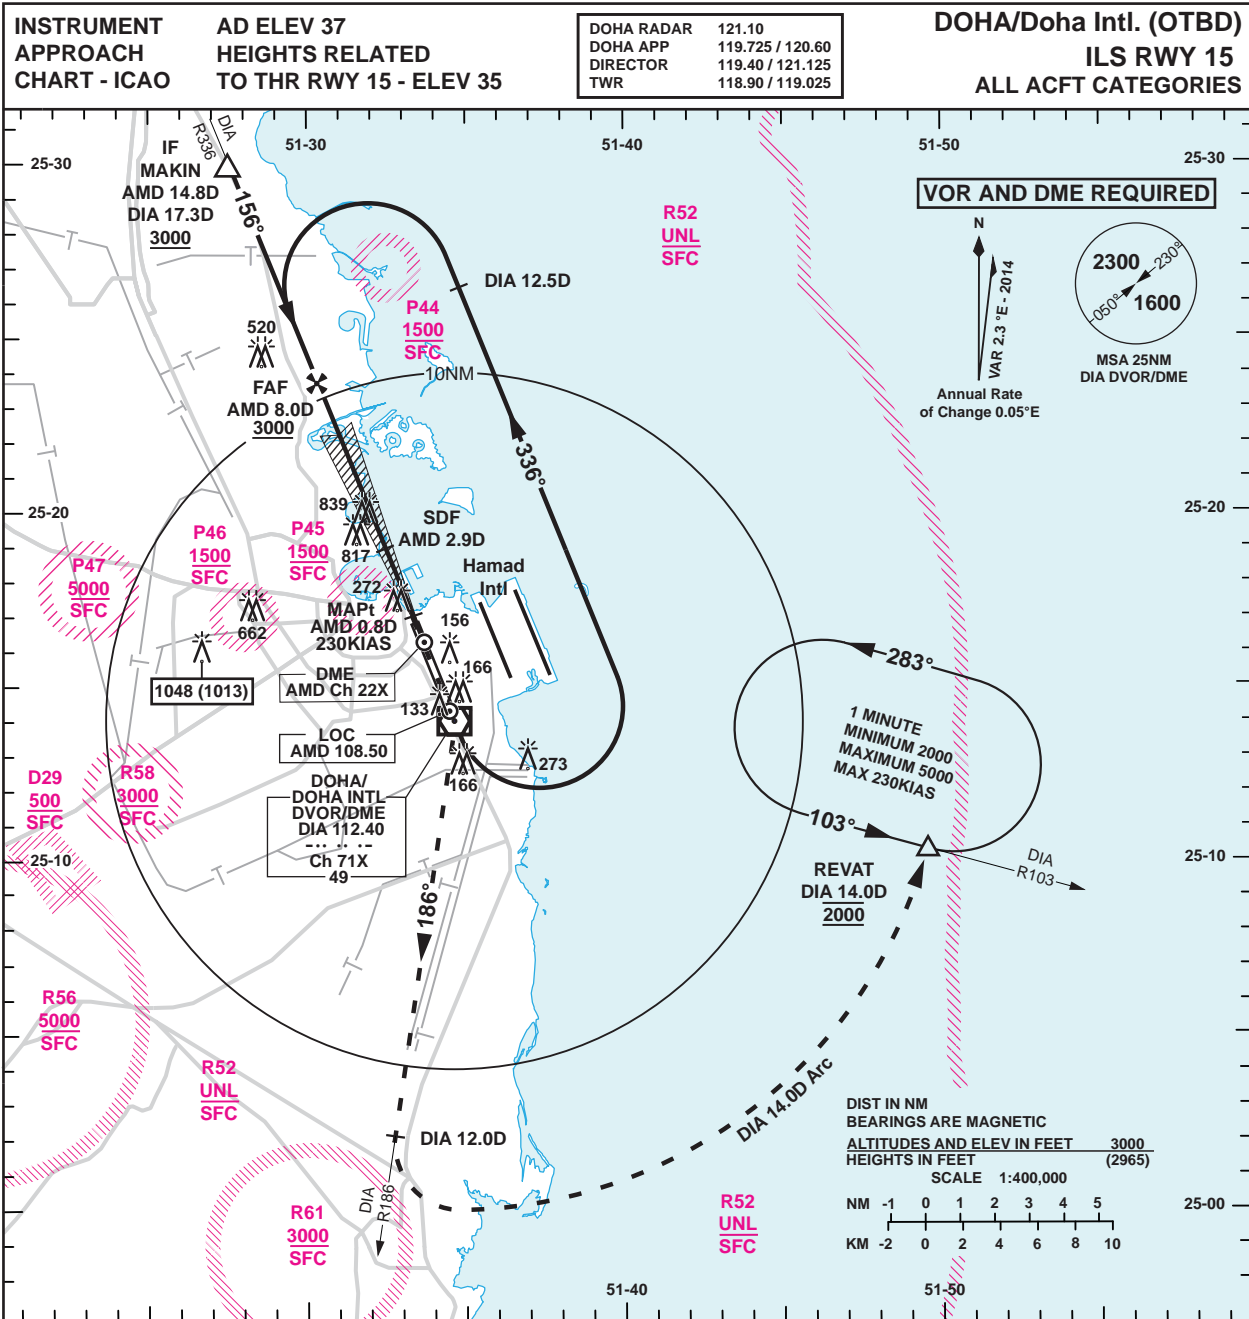 INSTRUMENT
APPROACH
CHART - ICAO
AD ELEV 37
HEIGHTS RELATED
TO THR RWY 15 - ELEV 35
DOHA RADAR 121.10
DOHA APP 119.725 / 120.60
DIRECTOR 119.40 / 121.125
TWR 118.90 / 119.025
DOHA/Doha Intl. (OTBD)
ILS RWY 15
ALL ACFT CATEGORIES
51-30
51-40
51-50
25-30
25-30
DIA
R336
IF
MAKIN
AMD 14.8D
DIA 17.3D
3000
156°
R52
UNL
SFC
VOR AND DME REQUIRED
N
VAR 2.3 °E - 2014
Annual Rate
of Change 0.05°E
2300
230°
050°
1600
MSA 25NM
DIA DVOR/DME
DIA 12.5D
P44
1500
SFC
10NM
520
FAF
AMD 8.0D
3000
336°
25-20
25-20
839
817
SDF
AMD 2.9D
P47
5000
SFC
P46
1500
SFC
P45
1500
SFC
Hamad
Intl
272
MAPt
AMD 0.8D
230KIAS
156
662
1048 (1013)
DME
AMD Ch 22X
166
133
LOC
AMD 108.50
166
273
283°
1 MINUTE
MINIMUM 2000
MAXIMUM 5000
MAX 230KIAS
103°
D29
500
SFC
R58
3000
SFC
DOHA/
DOHA INTL
DVOR/DME
DIA 112.40
-·· ·· ·-
Ch 71X
49
25-10
25-10
REVAT
DIA 14.0D
2000
DIA
R103
186°
R56
5000
SFC
R52
UNL
SFC
DIA 12.0D
DIA 14.0D Arc
DIA
R186
R61
3000
SFC
R52
UNL
SFC
DIST IN NM
BEARINGS ARE MAGNETIC
ALTITUDES AND ELEV IN FEET 3000
HEIGHTS IN FEET (2965)
SCALE 1:400,000
NM -1 0 1 2 3 4 5
KM -2 0 2 4 6 8 10
25-00
25-00
51-40
51-50